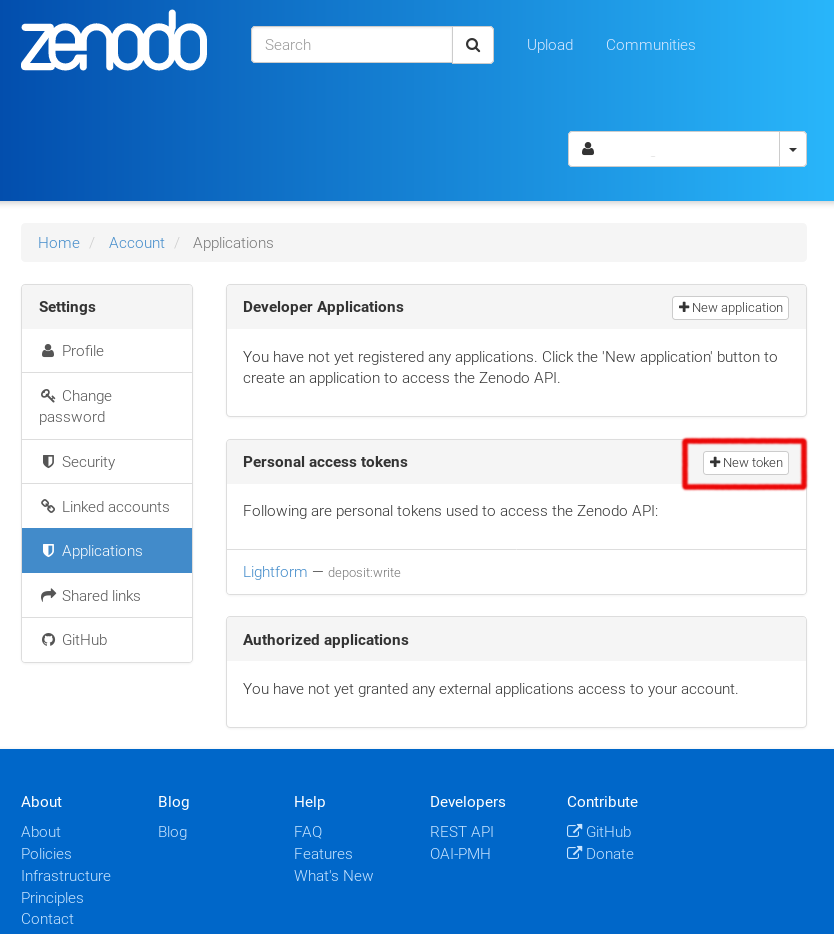 zenodo
Search
Upload
Communities
Home / Account / Applications
Settings
Profile
Change
password
Security
Linked accounts
Applications
Shared links
GitHub
Developer Applications
New application
You have not yet registered any applications. Click the 'New application' button to
create an application to access the Zenodo API.
Personal access tokens
New token
Following are personal tokens used to access the Zenodo API:
Lightform — deposit:write
Authorized applications
You have not yet granted any external applications access to your account.
About
About
Policies
Infrastructure
Principles
Contact
Blog
Blog
Help
FAQ
Features
What's New
Developers
REST API
OAI-PMH
Contribute
GitHub
Donate